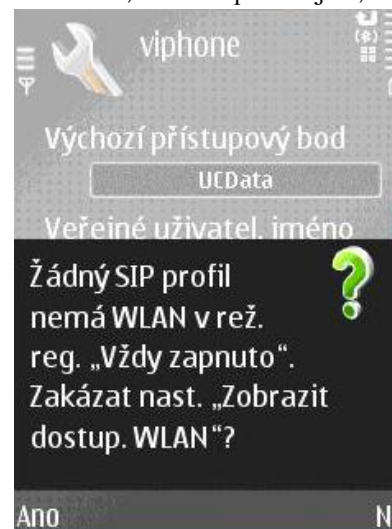 viphone
Výchozí přístupový bod
UCData
Veřejné uživatel. jméno
Žádný SIP profil
nemá WLAN v rež.
reg. „Vždy zapnuto“.
Zakázat nast. „Zobrazit
dostup. WLAN“?
Ano